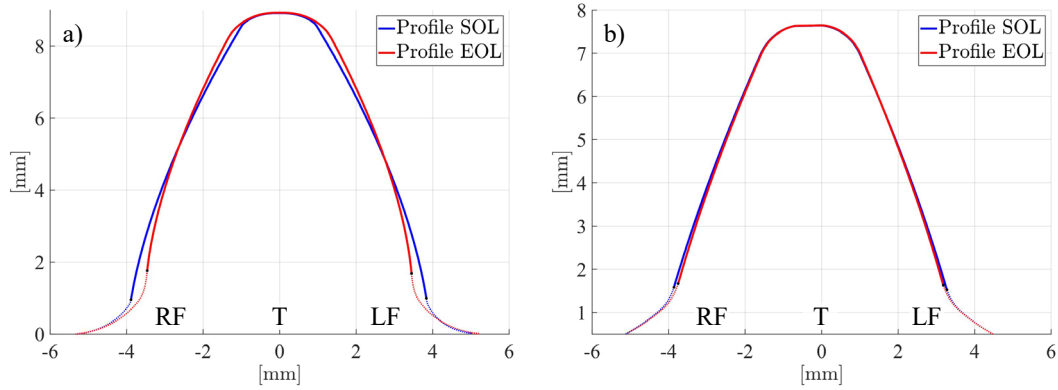 a)
Profile SOL
Profile EOL
8
6
4
2
0
[mm]
RF T LF
-6 -4 -2 0 2 4 6
[mm]
b)
Profile SOL
Profile EOL
8
7
6
5
4
3
2
1
[mm]
RF T LF
-6 -4 -2 0 2 4 6
[mm]